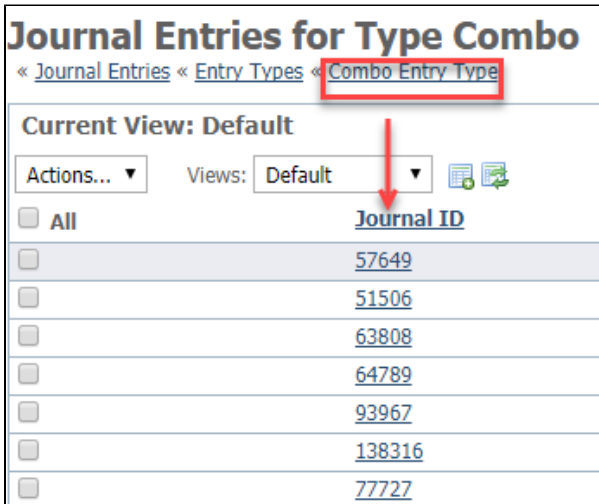 Journal Entries for Type Combo
« Journal Entries « Entry Types « Combo Entry Type
Current View: Default
Actions... Views: Default
All Journal ID
57649
51506
63808
64789
93967
138316
77727